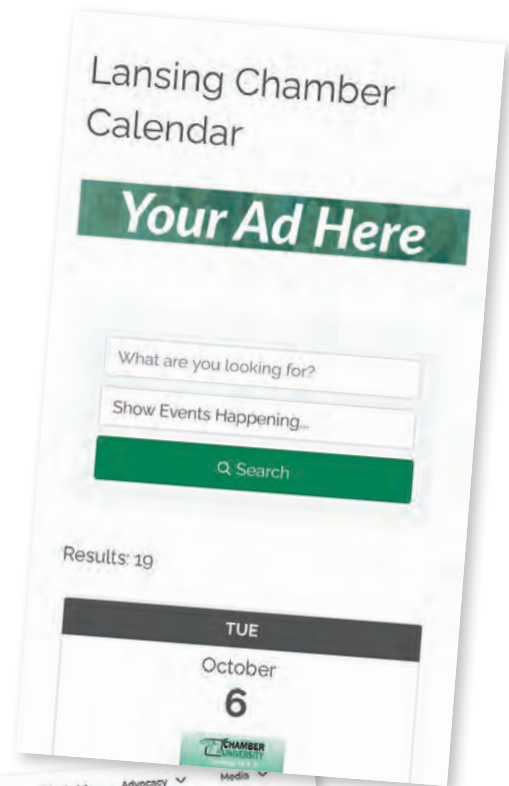 Lansing Chamber
Calendar
Your Ad Here
What are you looking for?
Show Events Happening...
Search
Results: 19
TUE
October
6
CHAMBER
UNIVERSITY
Advocacy
Media